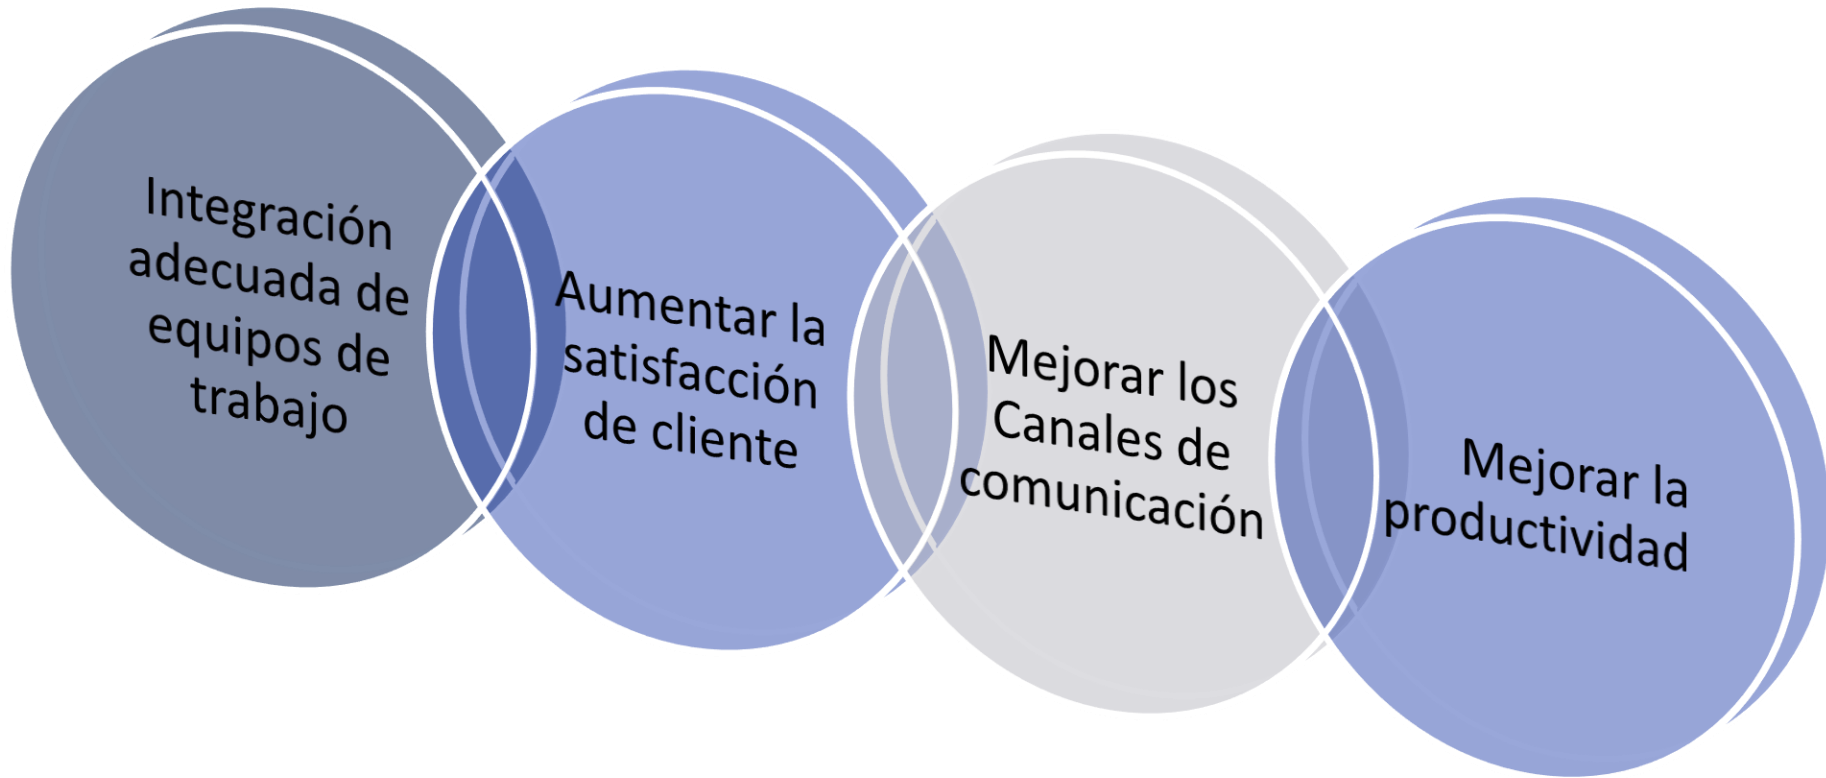 Integración
adecuada de
equipos de
trabajo
Aumentar la
satisfacción
de cliente
Mejorar los
Canales de
comunicación
Mejorar la
productividad